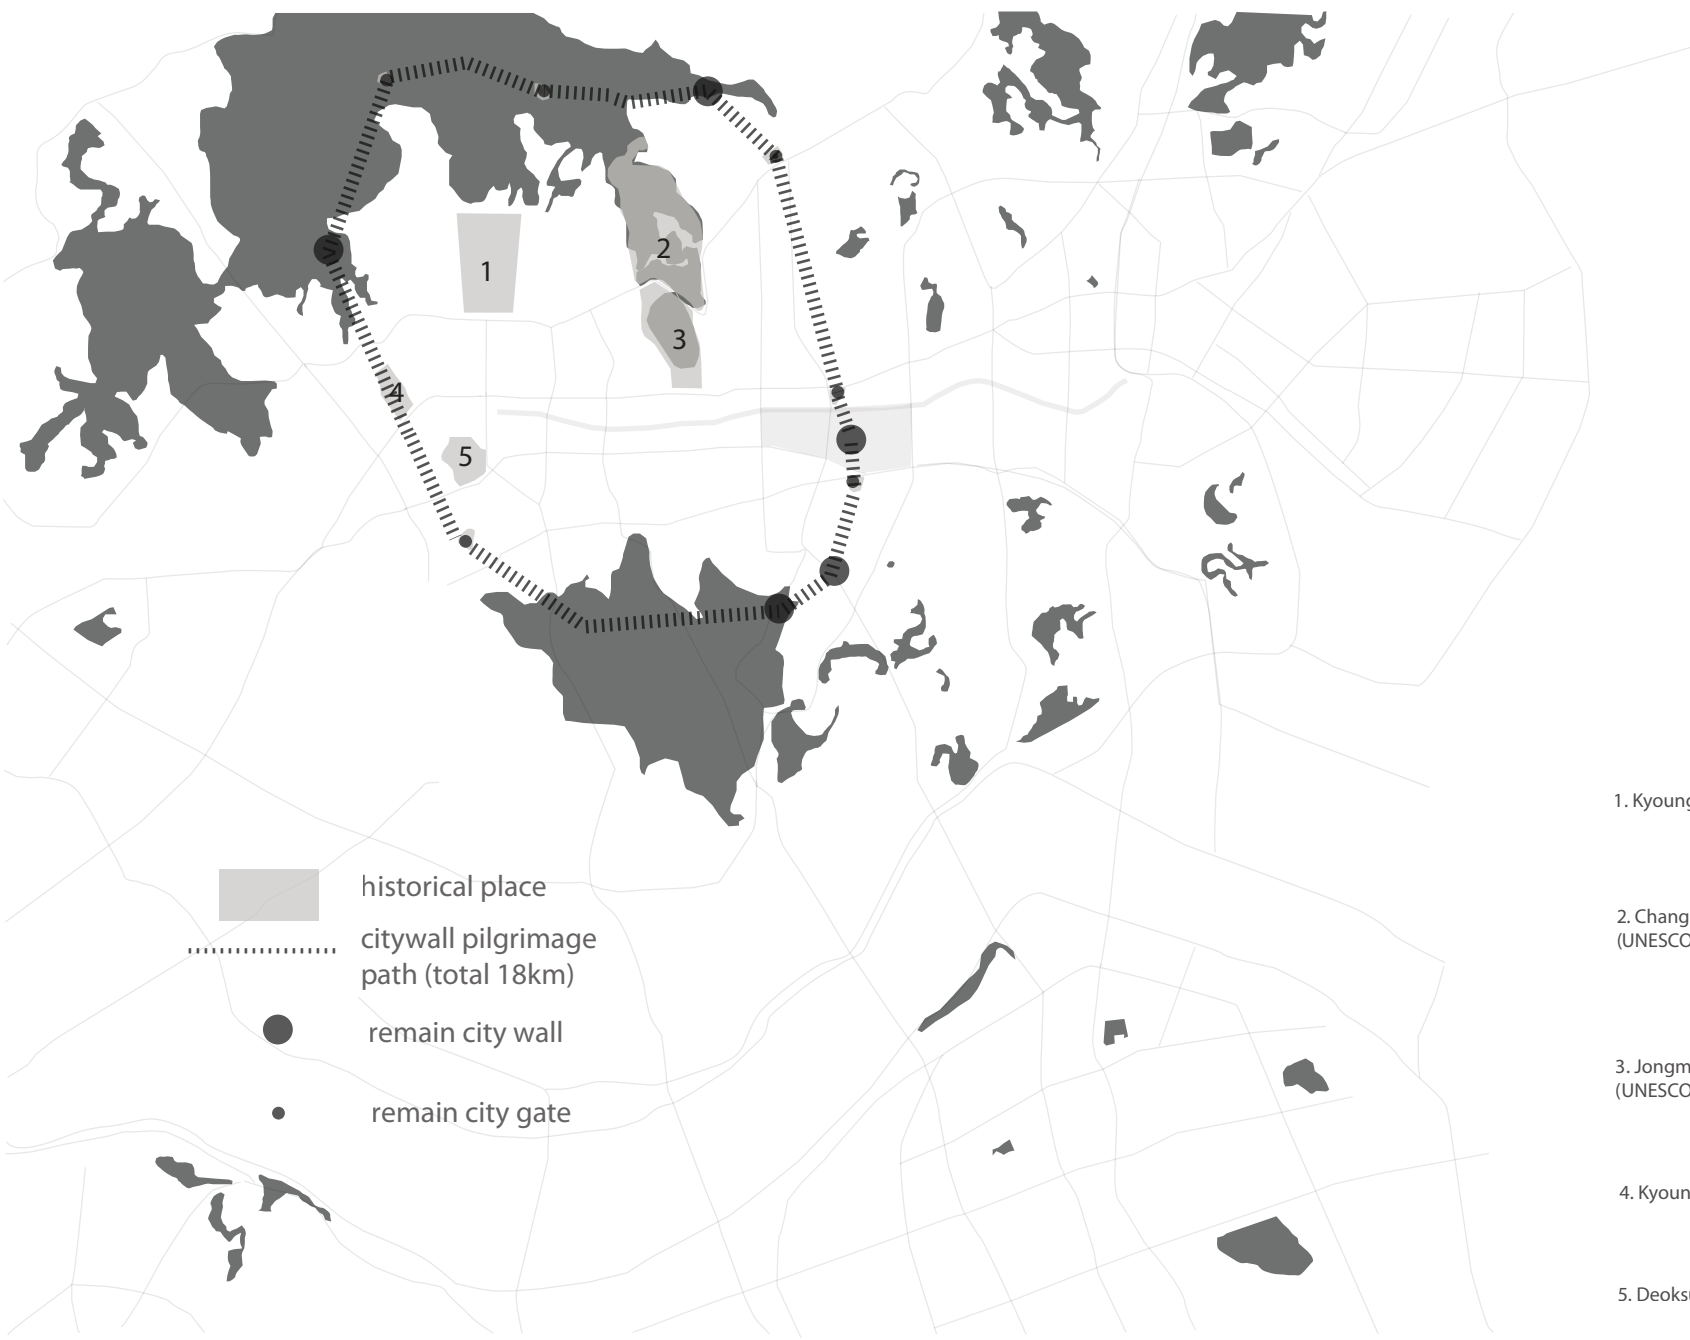 1
2
3
4
5
historical place
citywall pilgrimage
path (total 18km)
remain city wall
remain city gate
1. Kyoung
2. Chang
(UNESCO
3. Jongm
(UNESCO
4. Kyoun
5. Deoks